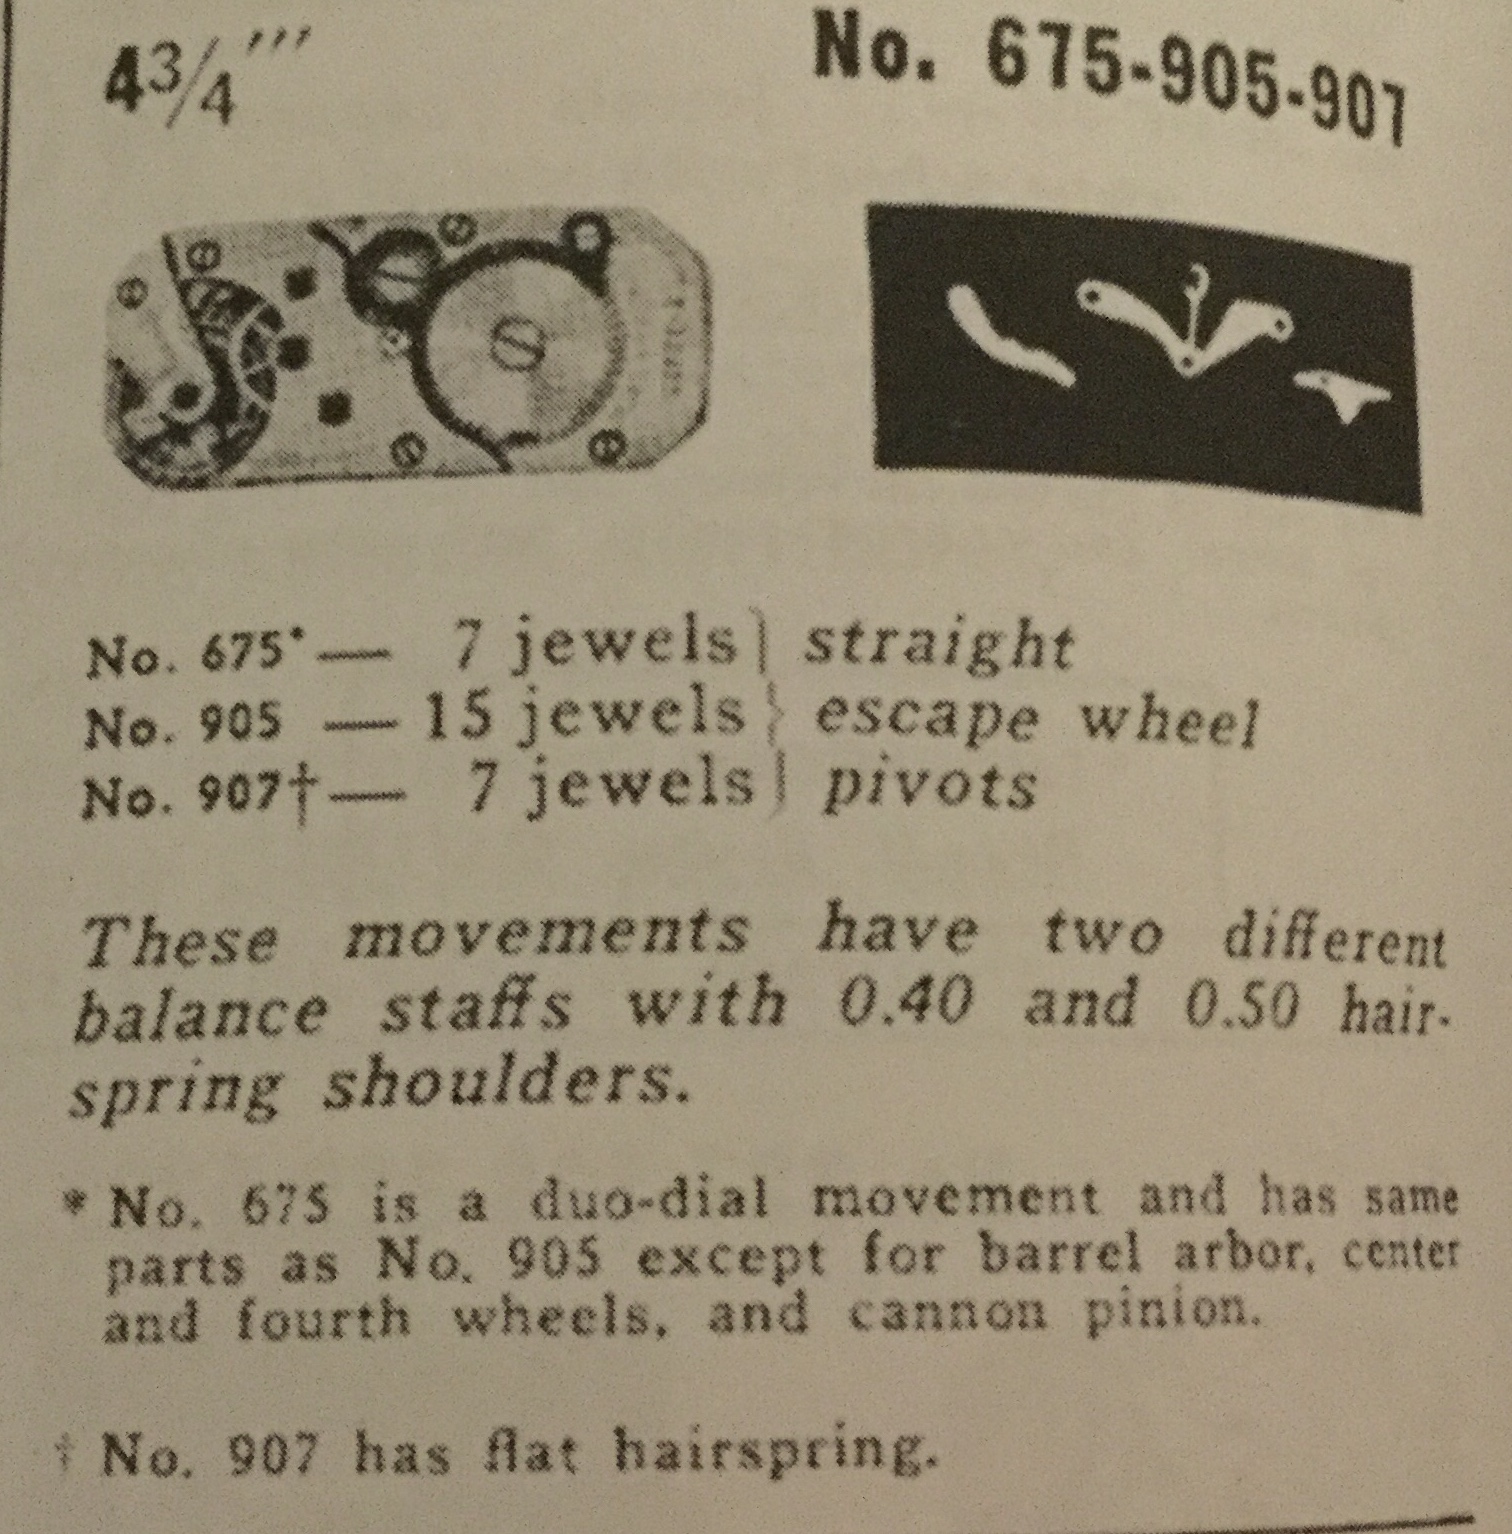 4¾‴
No. 675-905-907
No. 675* — 7 jewels } straight
No. 905 — 15 jewels } escape wheel
No. 907† — 7 jewels } pivots
These movements have two different
balance staffs with 0.40 and 0.50 hair-
spring shoulders.
* No. 675 is a duo-dial movement and has same
parts as No. 905 except for barrel arbor, center
and fourth wheels, and cannon pinion.
† No. 907 has flat hairspring.